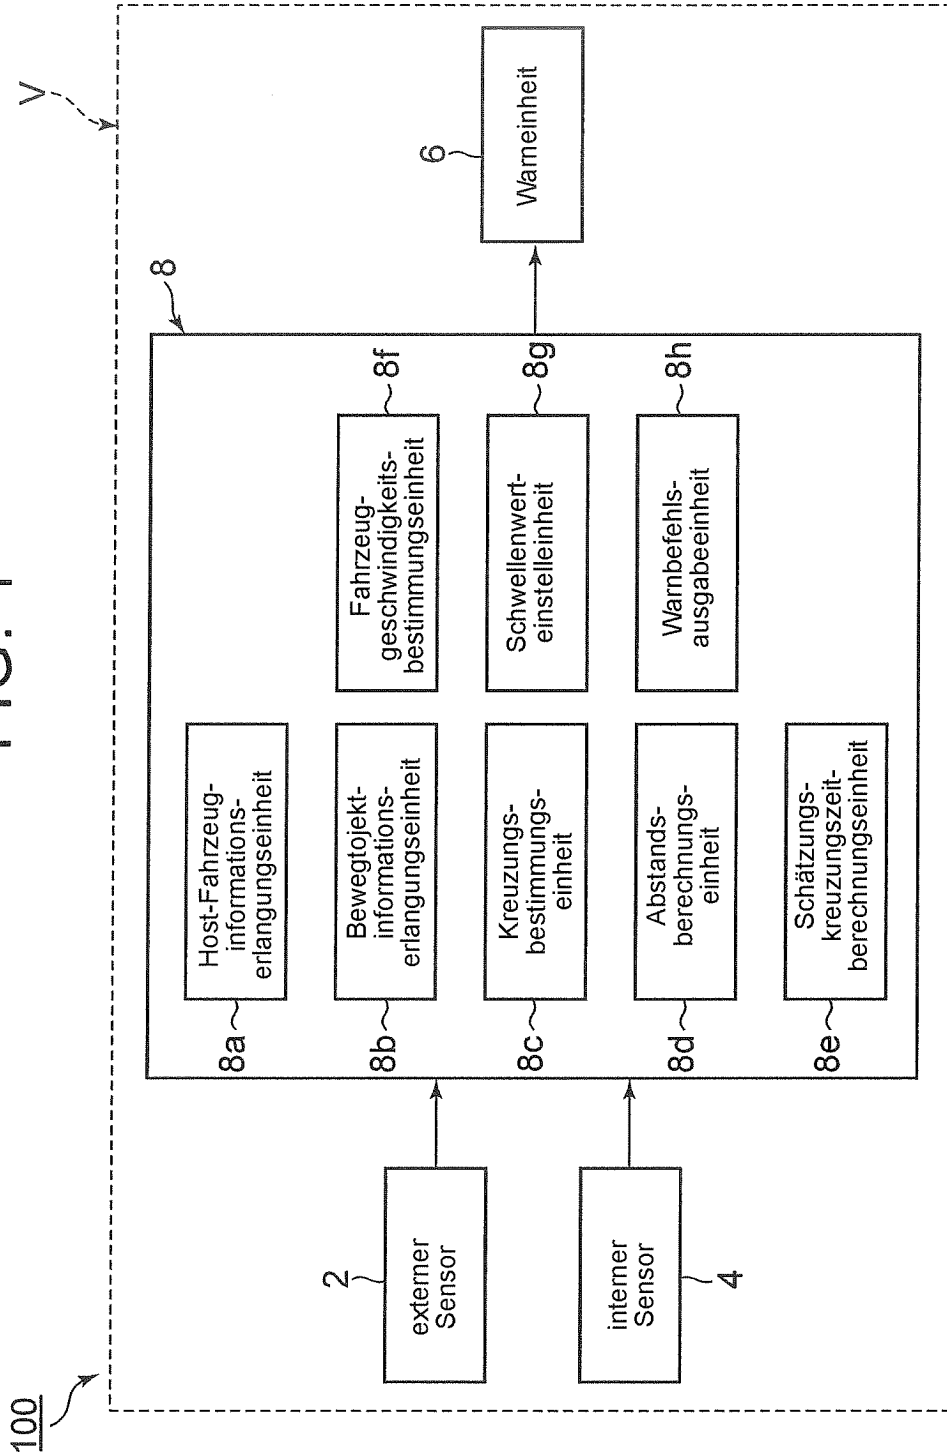 FIG. 1
100
V
2
externer
Sensor
4
interner
Sensor
8
8a
Host-Fahrzeug-
informations-
erlangungseinheit
8b
Bewegtojekt-
informations-
erlangungseinheit
8c
Kreuzungs-
bestimmungs-
einheit
8d
Abstands-
berechnungs-
einheit
8e
Schätzungs-
kreuzungszeit-
berechnungseinheit
8f
Fahrzeug-
geschwindigkeits-
bestimmungseinheit
8g
Schwellenwert-
einstelleinheit
8h
Warnbefehls-
ausgabeeinheit
6
Warneinheit